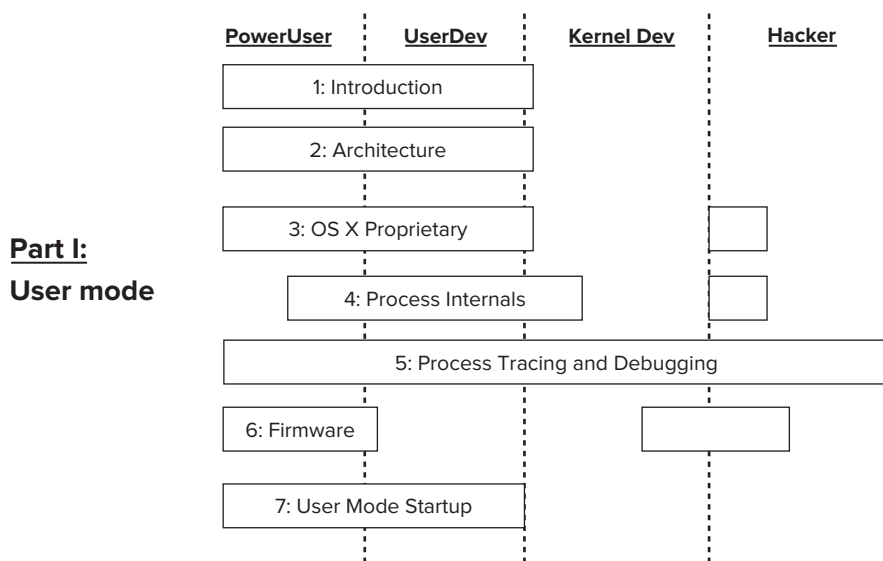 PowerUser UserDev Kernel Dev Hacker
1: Introduction
2: Architecture
3: OS X Proprietary
Part I:
User mode
4: Process Internals
5: Process Tracing and Debugging
6: Firmware
7: User Mode Startup